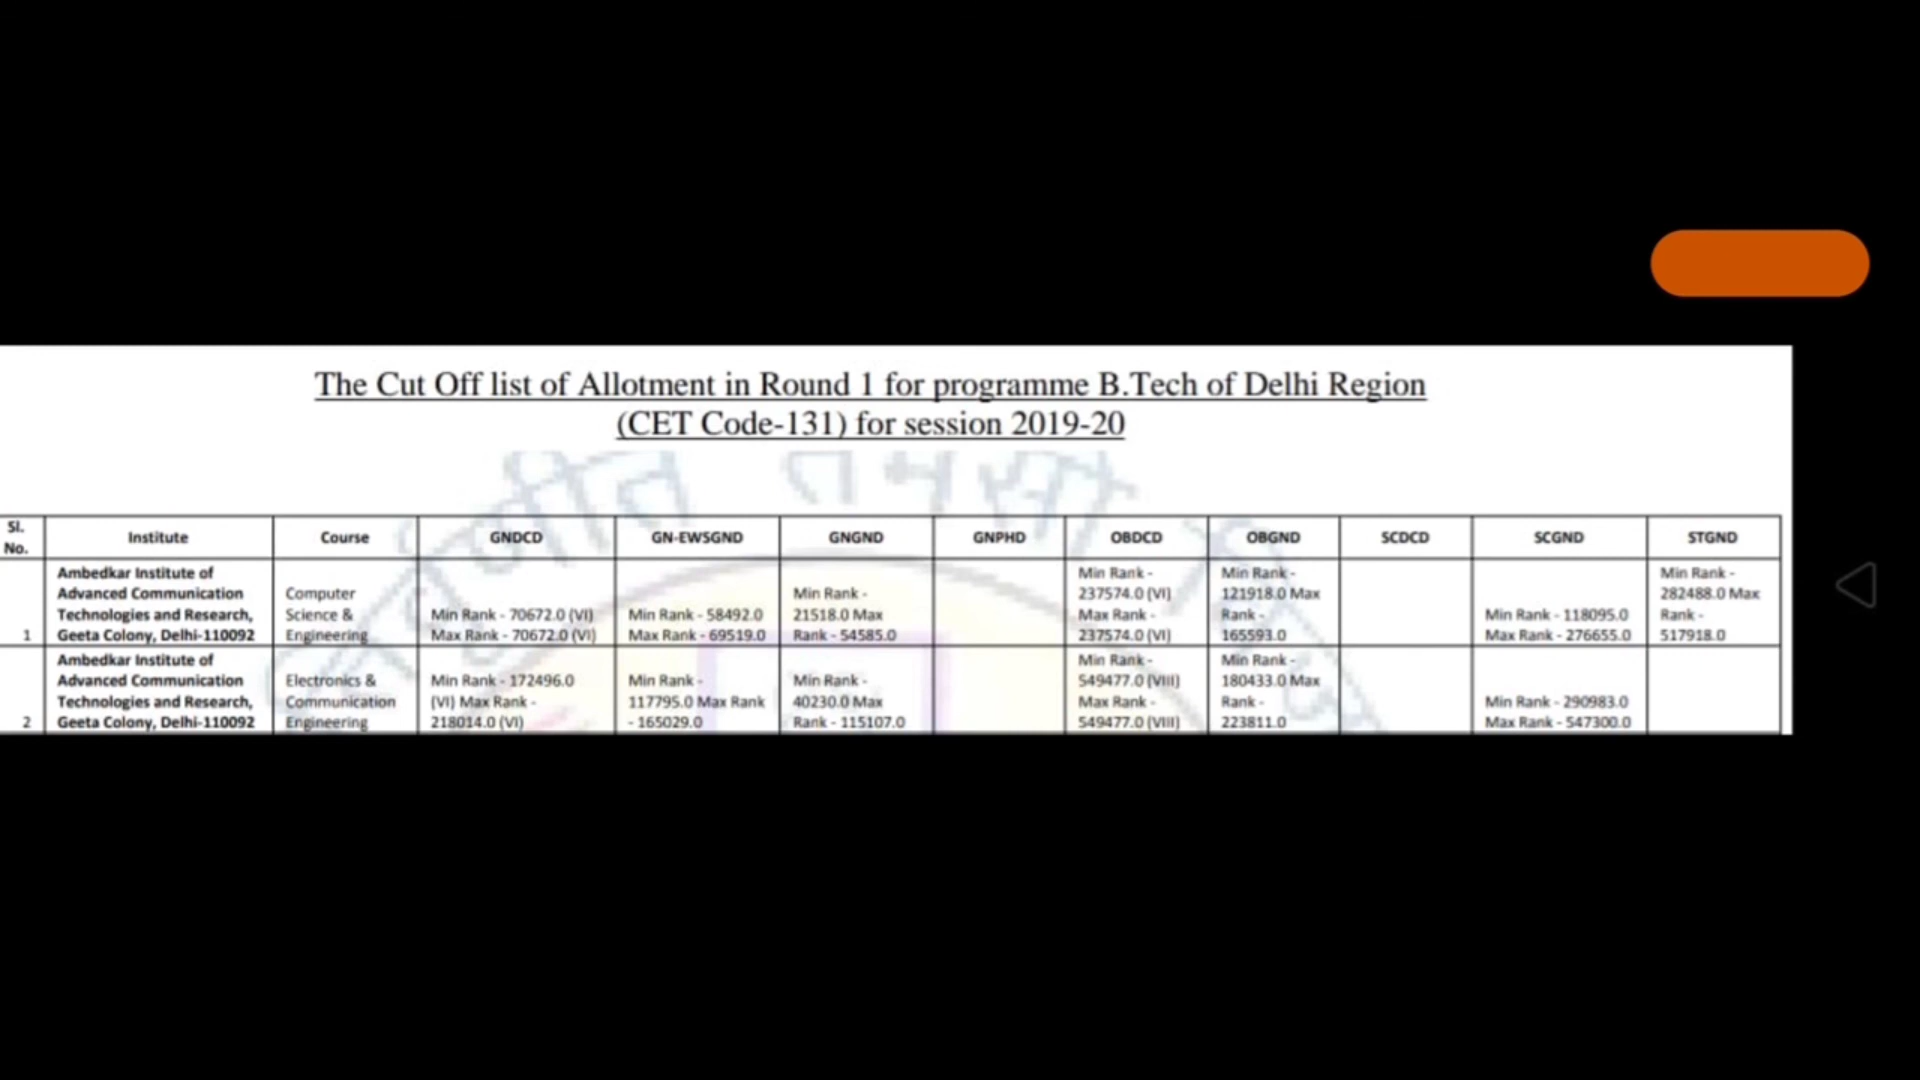 The Cut Off list of Allotment in Round 1 for programme B.Tech of Delhi Region
(CET Code-131) for session 2019-20
Sl. No. Institute Course GNDCD GN-EWSGND GNGND GNPHD OBDCD OBGND SCDCD SCGND STGND
1
Ambedkar Institute of
Advanced Communication
Technologies and Research,
Geeta Colony, Delhi-110092
Computer
Science &
Engineering
Min Rank - 70672.0 (VI)
Max Rank - 70672.0 (VI)
Min Rank - 58492.0
Max Rank - 69519.0
Min Rank -
21518.0 Max
Rank - 54585.0
Min Rank -
237574.0 (VI)
Max Rank -
237574.0 (VI)
Min Rank -
121918.0 Max
Rank -
165593.0
Min Rank - 118095.0
Max Rank - 276655.0
Min Rank -
282488.0 Max
Rank -
517918.0
2
Ambedkar Institute of
Advanced Communication
Technologies and Research,
Geeta Colony, Delhi-110092
Electronics &
Communication
Engineering
Min Rank - 172496.0
(VI) Max Rank -
218014.0 (VI)
Min Rank -
117795.0 Max Rank
- 165029.0
Min Rank -
40230.0 Max
Rank - 115107.0
Min Rank -
549477.0 (VIII)
Max Rank -
549477.0 (VIII)
Min Rank -
180433.0 Max
Rank -
223811.0
Min Rank - 290983.0
Max Rank - 547300.0